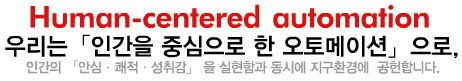 Human-centered automation
우리는「인간을 중심으로 한 오토메이션」으로,
인간의 「안심 · 쾌적 · 성취감」 을 실현함과 동시에 지구환경에 공헌합니다.